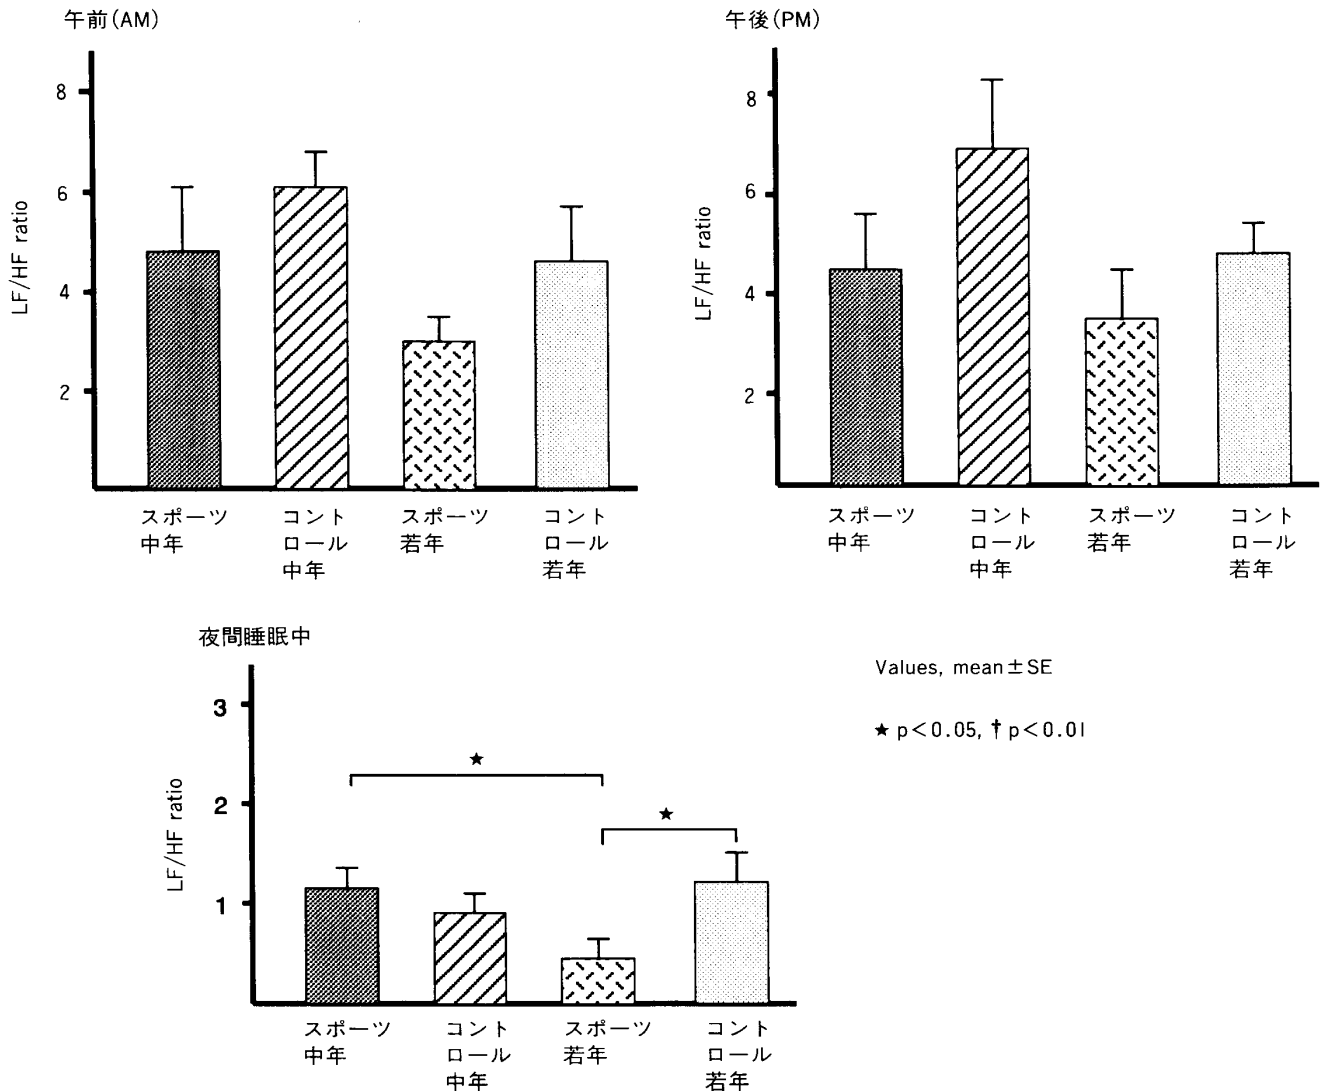 午前(AM)
8
6
4
2
LF/HF ratio
スポーツ
中年
コント
ロール
中年
スポーツ
若年
コント
ロール
若年
午後(PM)
8
6
4
2
LF/HF ratio
スポーツ
中年
コント
ロール
中年
スポーツ
若年
コント
ロール
若年
夜間睡眠中
3
2
1
LF/HF ratio
★
★
スポーツ
中年
コント
ロール
中年
スポーツ
若年
コント
ロール
若年
Values, mean±SE
★ p<0.05, † p<0.01